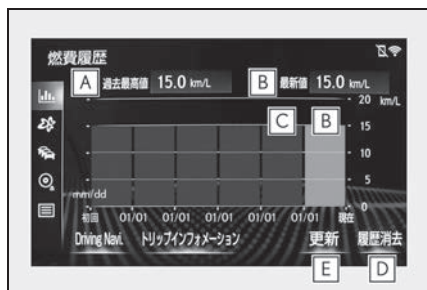 燃費履歴
A 過去最高値 15.0 km/L B 最新値 15.0 km/L
20 km/L
C B 15
10
5
mm/dd 0
初回 01/01 01/01 01/01 01/01 01/01 現在
Driving Navi. トリップインフォメーション 更新 履歴消去
E D